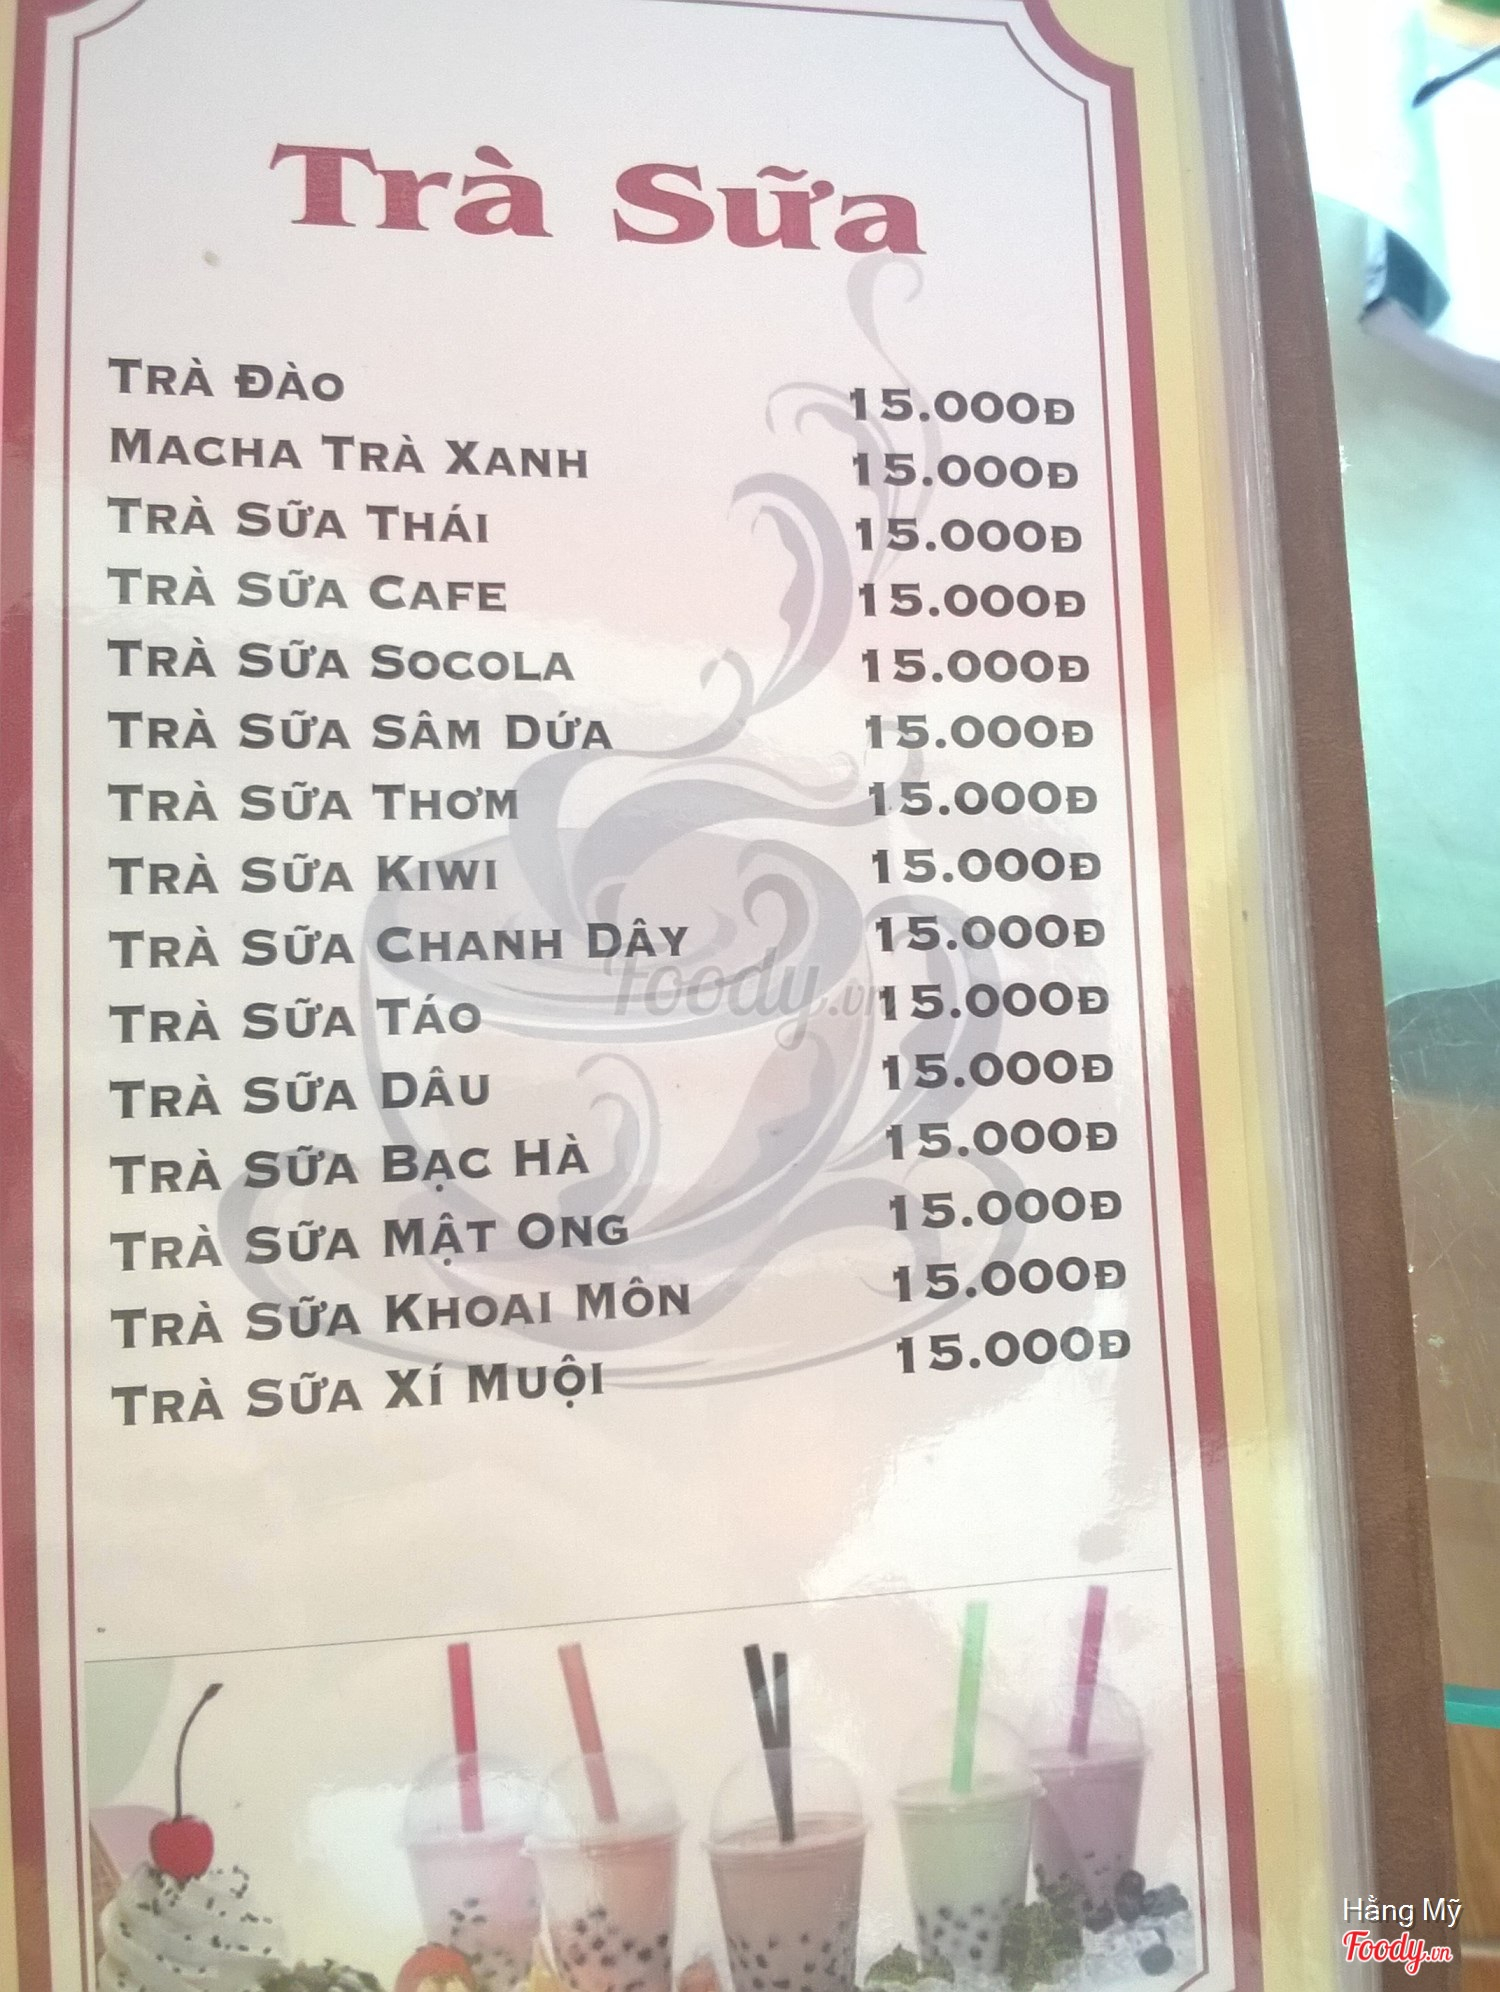 Trà Sữa
Trà Đào 15.000Đ
Macha Trà Xanh 15.000Đ
Trà Sữa Thái 15.000Đ
Trà Sữa Cafe 15.000Đ
Trà Sữa Socola 15.000Đ
Trà Sữa Sâm Dứa 15.000Đ
Trà Sữa Thơm 15.000Đ
Trà Sữa Kiwi 15.000Đ
Trà Sữa Chanh Dây 15.000Đ
Trà Sữa Táo 15.000Đ
Trà Sữa Dâu 15.000Đ
Trà Sữa Bạc Hà 15.000Đ
Trà Sữa Mật Ong 15.000Đ
Trà Sữa Khoai Môn 15.000Đ
Trà Sữa Xí Muội 15.000Đ
Foody.vn
Hằng Mỹ
Foody.vn